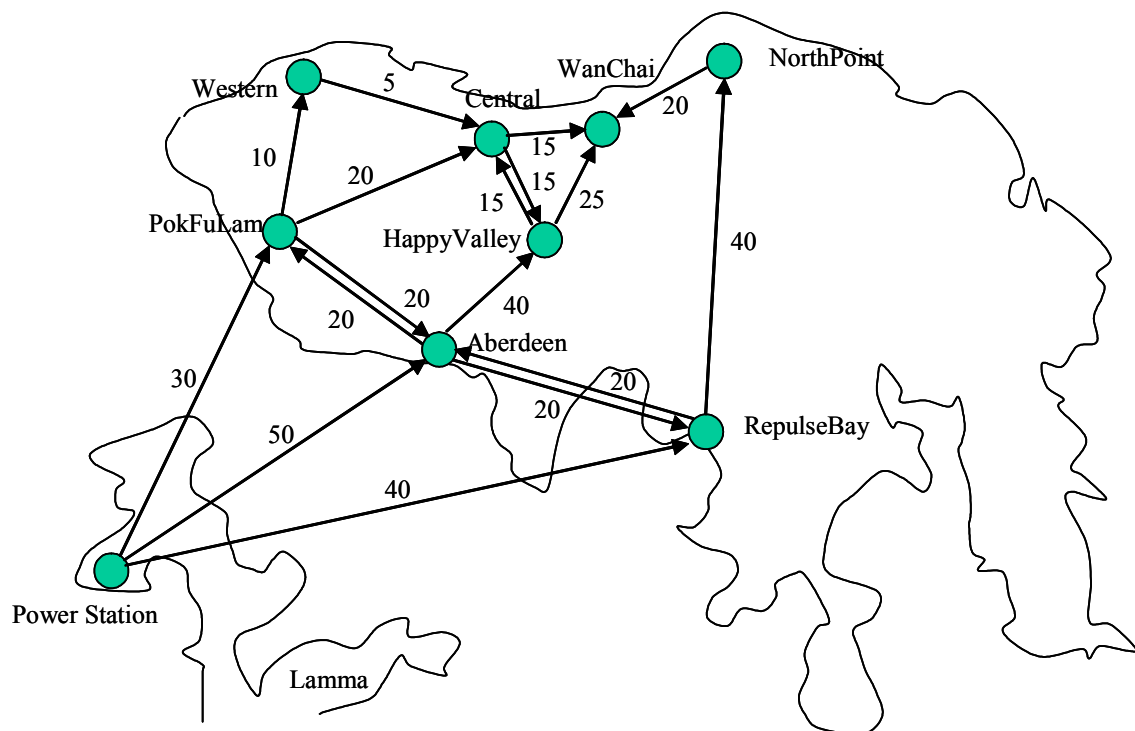 WanChai
NorthPoint
Western
5
Central
20
15
10
20
15
15
25
PokFuLam
HappyValley
40
20
40
20
Aberdeen
30
20
20
RepulseBay
50
40
Power Station
Lamma